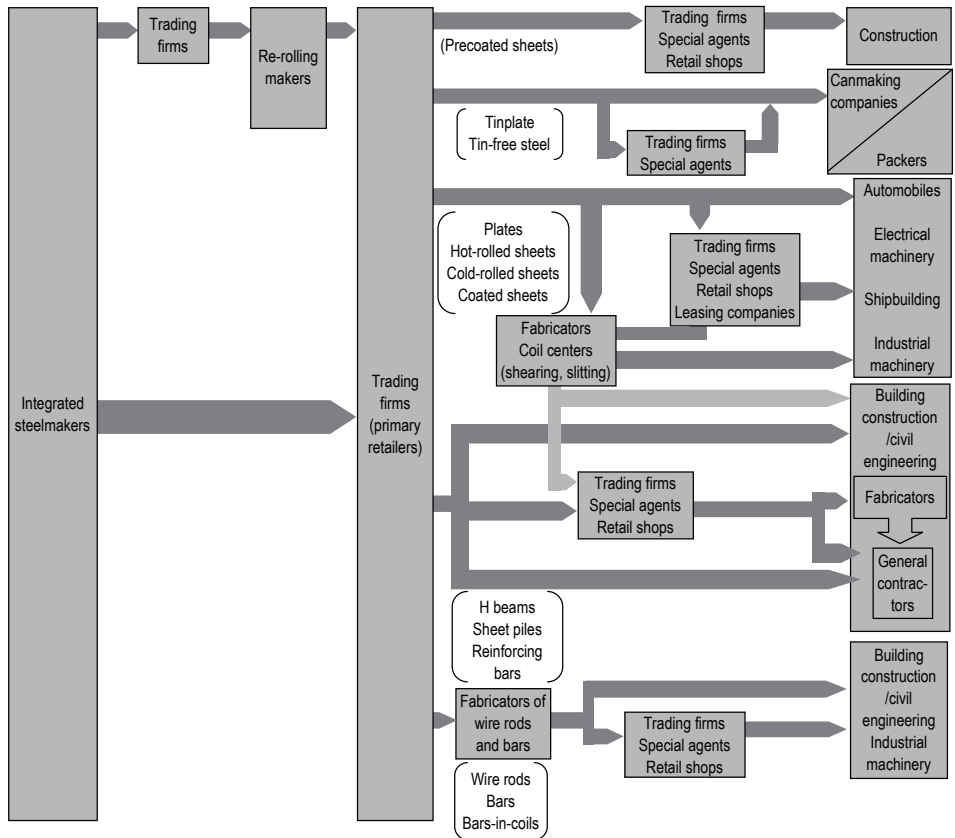 Integrated
steelmakers
Trading
firms
Re-rolling
makers
Trading
firms
(primary
retailers)
(Precoated sheets)
Trading firms
Special agents
Retail shops
Construction
Tinplate
Tin-free steel
Trading firms
Special agents
Canmaking
companies
Packers
Plates
Hot-rolled sheets
Cold-rolled sheets
Coated sheets
Trading firms
Special agents
Retail shops
Leasing companies
Fabricators
Coil centers
(shearing, slitting)
Automobiles
Electrical
machinery
Shipbuilding
Industrial
machinery
Building
construction
/civil
engineering
Trading firms
Special agents
Retail shops
Fabricators
General
contrac-
tors
H beams
Sheet piles
Reinforcing
bars
Fabricators of
wire rods
and bars
Trading firms
Special agents
Retail shops
Building
construction
/civil
engineering
Industrial
machinery
Wire rods
Bars
Bars-in-coils